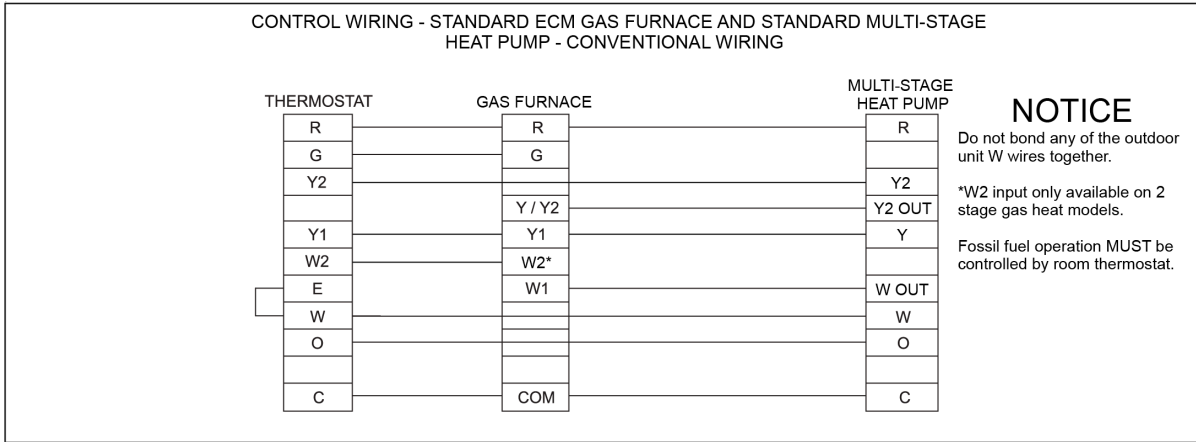 CONTROL WIRING - STANDARD ECM GAS FURNACE AND STANDARD MULTI-STAGE
HEAT PUMP - CONVENTIONAL WIRING
THERMOSTAT
R
G
Y2
Y1
W2
E
W
O
C
GAS FURNACE
R
G
Y / Y2
Y1
W2*
W1
COM
MULTI-STAGE
HEAT PUMP
R
Y2
Y2 OUT
Y
W OUT
W
O
C
NOTICE
Do not bond any of the outdoor
unit W wires together.
*W2 input only available on 2
stage gas heat models.
Fossil fuel operation MUST be
controlled by room thermostat.